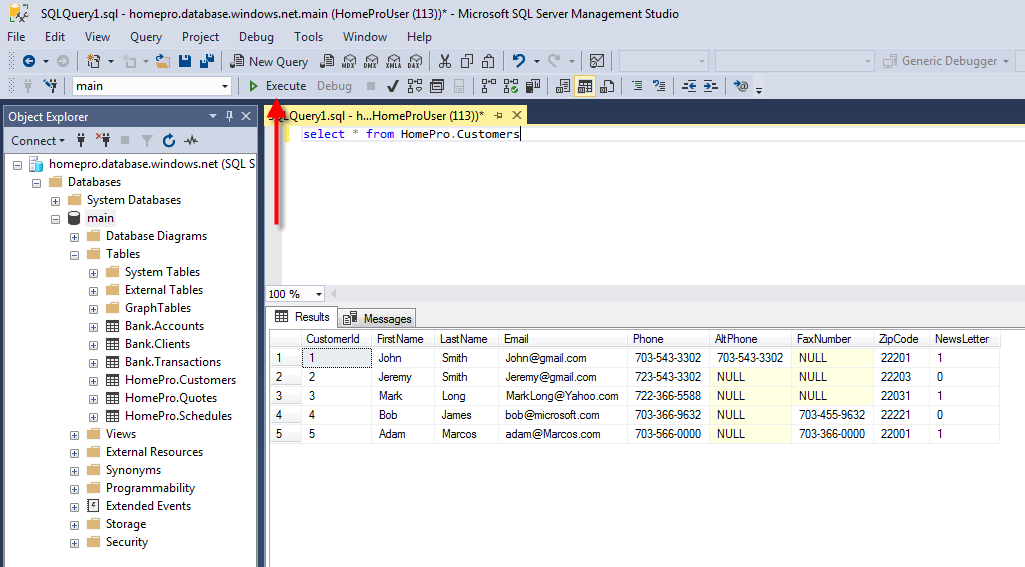 SQLQuery1.sql - homepro.database.windows.net.main (HomeProUser (113))* - Microsoft SQL Server Management Studio
File Edit View Query Project Debug Tools Window Help
New Query MDX DMX XMLA DAX Generic Debugger
main Execute Debug
Object Explorer
SQLQuery1.sql - h...HomeProUser (113))*
Connect
select * from HomePro.Customers
homepro.database.windows.net (SQL S
Databases
System Databases
main
Database Diagrams
Tables
System Tables
External Tables
GraphTables
Bank.Accounts
Bank.Clients
Bank.Transactions
HomePro.Customers
HomePro.Quotes
HomePro.Schedules
Views
External Resources
Synonyms
Programmability
Extended Events
Storage
Security
100 %
Results Messages
CustomerId FirstName LastName Email Phone AltPhone FaxNumber ZipCode NewsLetter
1 1 John Smith John@gmail.com 703-543-3302 703-543-3302 NULL 22201 1
2 2 Jeremy Smith Jeremy@gmail.com 723-543-3302 NULL NULL 22203 0
3 3 Mark Long MarkLong@Yahoo.com 722-366-5588 NULL NULL 22031 1
4 4 Bob James bob@microsoft.com 703-366-9632 NULL 703-455-9632 22221 0
5 5 Adam Marcos adam@Marcos.com 703-566-0000 NULL 703-366-0000 22001 1